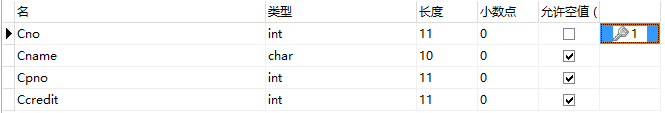 名 类型 长度 小数点 允许空值 (
Cno int 11 0 1
Cname char 10 0
Cpno int 11 0
Ccredit int 11 0